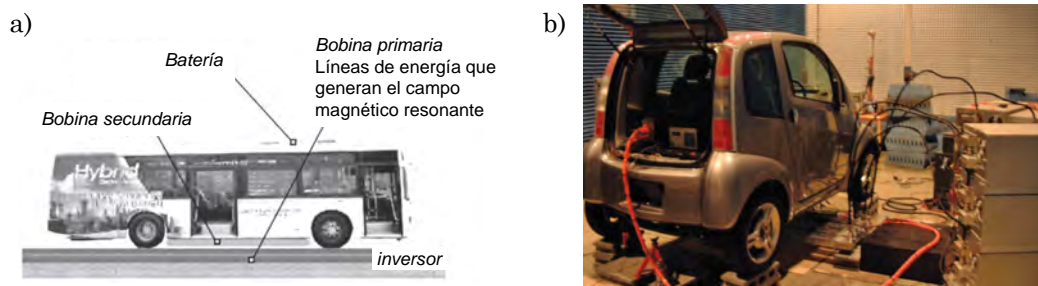 a)
Batería
Bobina primaria
Líneas de energía que
generan el campo
magnético resonante
Bobina secundaria
Hybrid
inversor
b)